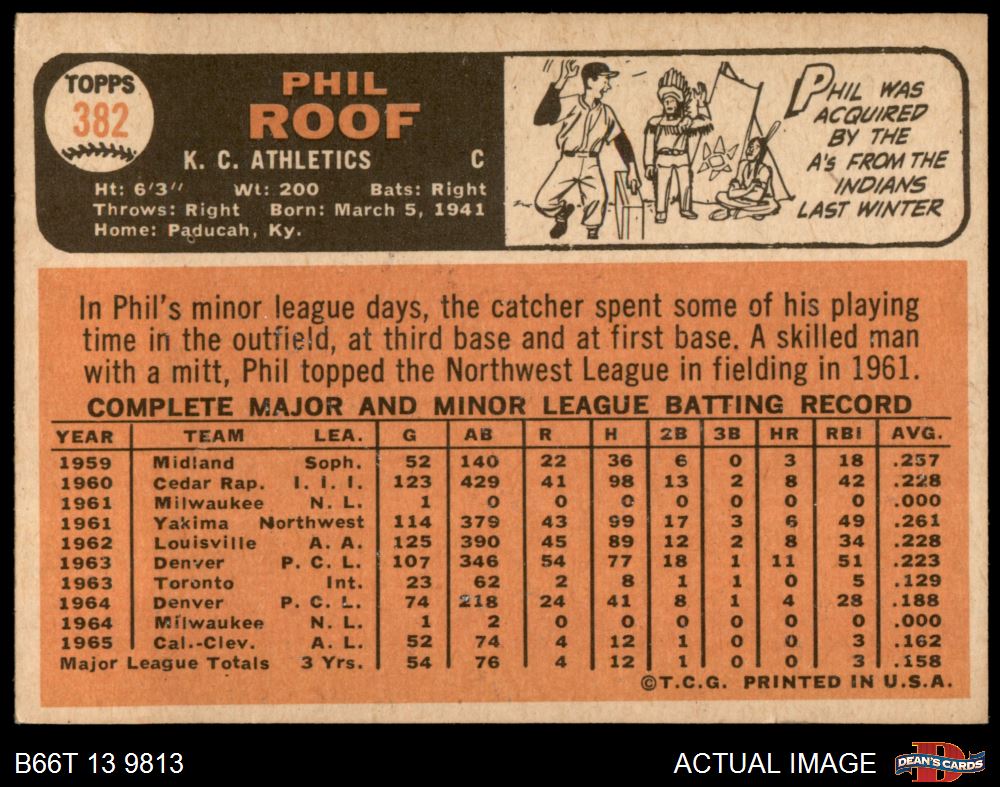 TOPPS
382
PHIL
ROOF
K. C. ATHLETICS C
Ht: 6'3" Wt: 200 Bats: Right
Throws: Right Born: March 5, 1941
Home: Paducah, Ky.
PHIL WAS
ACQUIRED
BY THE
A's FROM THE
INDIANS
LAST WINTER
In Phil's minor league days, the catcher spent some of his playing
time in the outfield, at third base and at first base. A skilled man
with a mitt, Phil topped the Northwest League in fielding in 1961.
COMPLETE MAJOR AND MINOR LEAGUE BATTING RECORD
YEAR TEAM LEA. G AB R H 2B 3B HR RBI AVG.
1959 Midland Soph. 52 140 22 36 6 0 3 18 .257
1960 Cedar Rap. I. I. I. 123 429 41 98 13 2 8 42 .228
1961 Milwaukee N. L. 1 0 0 0 0 0 0 0 .000
1961 Yakima Northwest 114 379 43 99 17 3 6 49 .261
1962 Louisville A. A. 125 390 45 89 12 2 8 34 .228
1963 Denver P. C. L. 107 346 54 77 18 1 11 51 .223
1963 Toronto Int. 23 62 2 8 1 1 0 5 .129
1964 Denver P. C. L. 74 218 24 41 8 1 4 28 .188
1964 Milwaukee N. L. 1 2 0 0 0 0 0 0 .000
1965 Cal.-Clev. A. L. 52 74 4 12 1 0 0 3 .162
Major League Totals 3 Yrs. 54 76 4 12 1 0 0 3 .158
©T.C.G. PRINTED IN U.S.A.
B66T 13 9813
ACTUAL IMAGE
DEAN'S CARDS